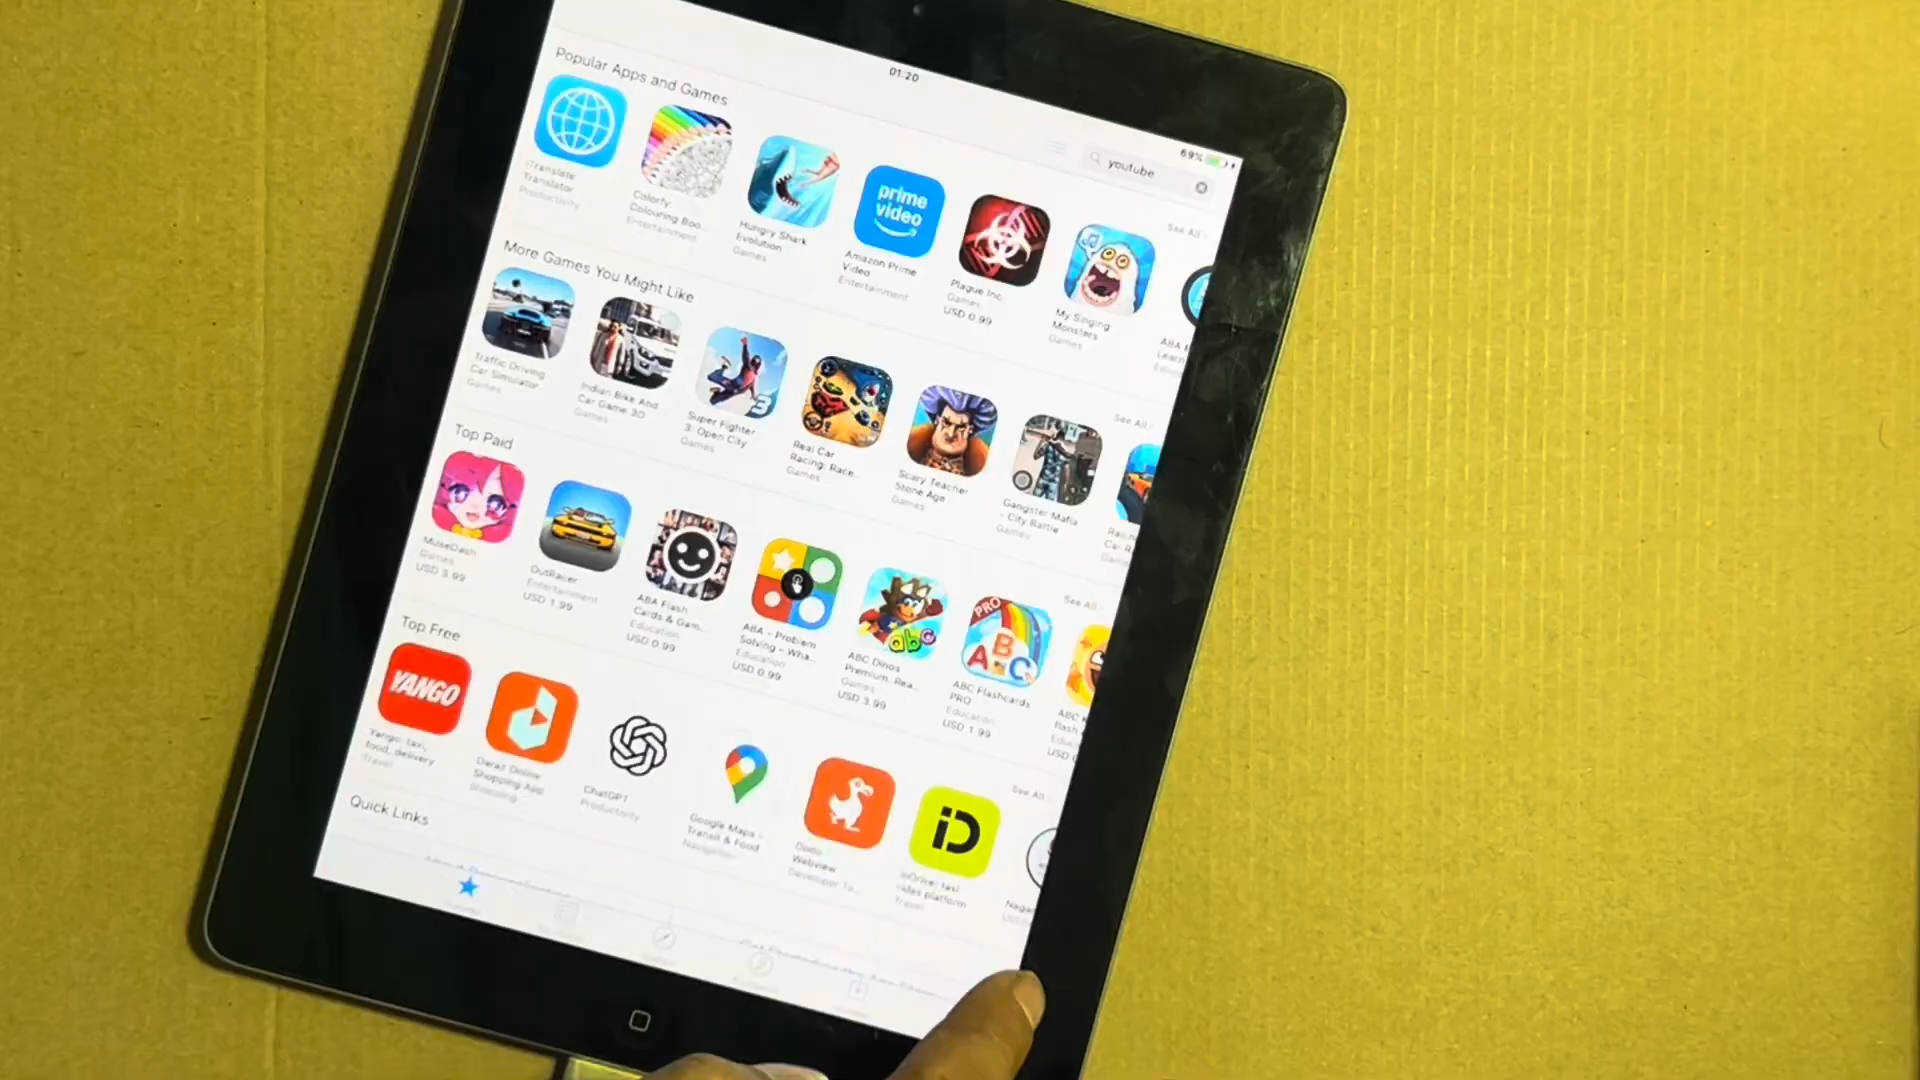 01:20
69%
youtube
Popular Apps and Games
See All
iTranslate
Translator
Productivity
Colorfy:
Colouring Boo...
Entertainment
Hungry Shark
Evolution
Games
prime
video
Amazon Prime
Video
Entertainment
Plague Inc.
Games
USD 0.99
My Singing
Monsters
Games
More Games You Might Like
See All
Traffic Driving
Car Simulator
Games
Indian Bike And
Car Game 3D
Games
3
Super Fighter
3: Open City
Games
Real Car
Racing: Race...
Games
Scary Teacher
Stone Age
Games
Gangster Mafia
- City Battle
Games
Top Paid
See All
MuseDash
Games
USD 3.99
OutRacer
Entertainment
USD 1.99
ABA Flash
Cards & Gam...
Education
USD 0.99
ABA - Problem
Solving - Wha...
Education
USD 0.99
abc
ABC Dinos
Premium. Rea...
Games
USD 3.99
PRO
ABC
ABC Flashcards
PRO
Education
USD 1.99
Top Free
See All
YANGO
Yango: taxi,
food, delivery
Travel
Daraz Online
Shopping App
Shopping
ChatGPT
Productivity
Google Maps -
Transit & Food
Navigation
Dodo
Webview
Developer To...
iD
inDrive: taxi
rides platform
Travel
Quick Links